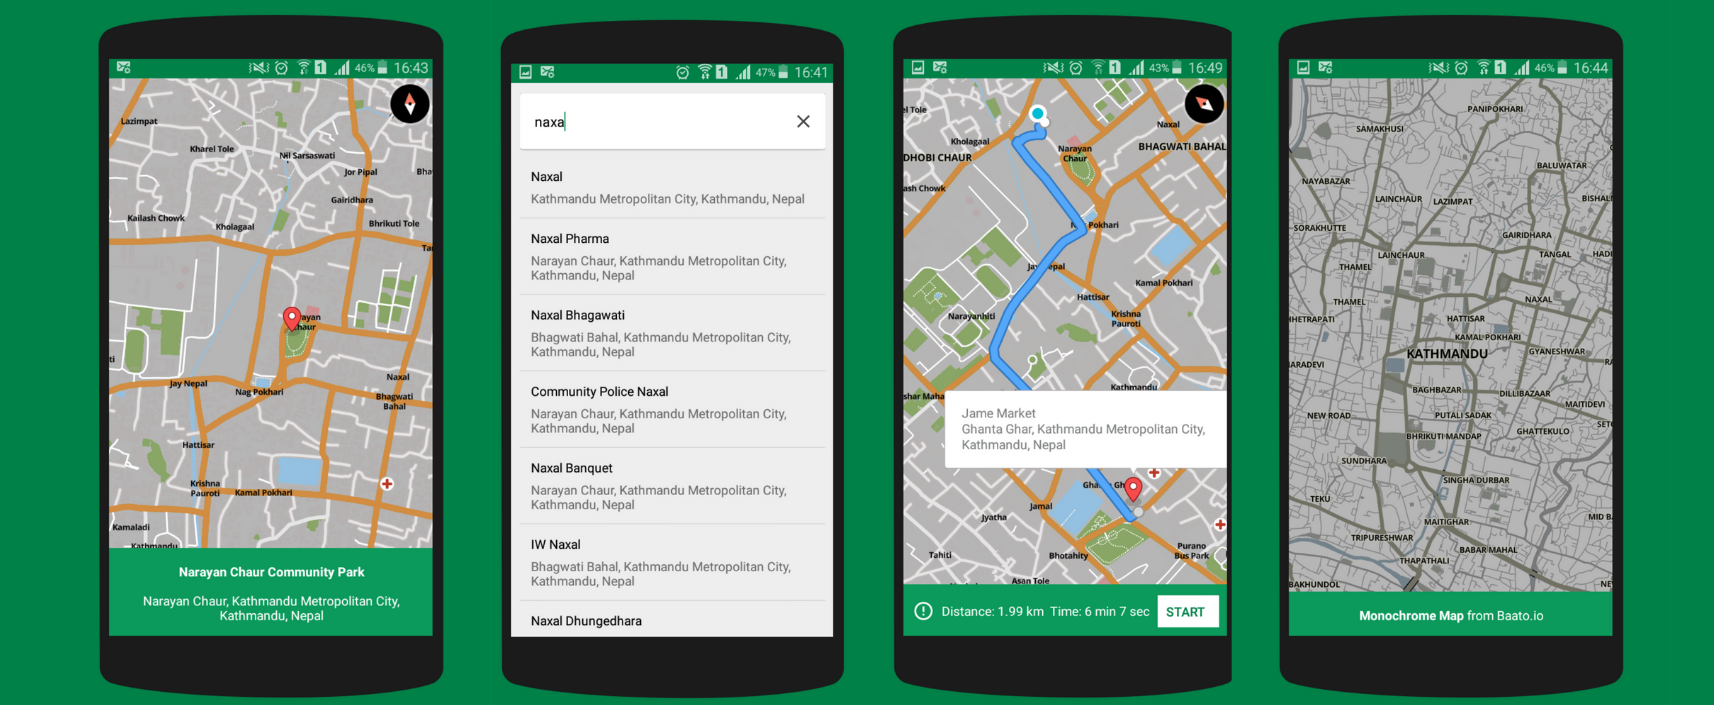 46% 1 16:43
Lazimpat
Kharel Tole
Nil Sarsaswati
Jor Pipal
Bha
Gairidhara
Kailash Chowk
Kholagaal
Bhrikuti Tole
Ta
rayan
haur
ti
Jay Nepal
Nag Pokhari
Naxal
Bhagwati
Bahal
Hattisar
Krishna
Pauroti
Kamal Pokhari
Kamaladi
Kathmandu
Narayan Chaur Community Park
Narayan Chaur, Kathmandu Metropolitan City,
Kathmandu, Nepal
1 47% 16:41
naxa
Naxal
Kathmandu Metropolitan City, Kathmandu, Nepal
Naxal Pharma
Narayan Chaur, Kathmandu Metropolitan City,
Kathmandu, Nepal
Naxal Bhagawati
Bhagwati Bahal, Kathmandu Metropolitan City,
Kathmandu, Nepal
Community Police Naxal
Narayan Chaur, Kathmandu Metropolitan City,
Kathmandu, Nepal
Naxal Banquet
Narayan Chaur, Kathmandu Metropolitan City,
Kathmandu, Nepal
IW Naxal
Bhagwati Bahal, Kathmandu Metropolitan City,
Kathmandu, Nepal
Naxal Dhungedhara
1 43% 16:49
el Tole
Naxal
Kholagaal
Narayan
Chaur
BHAGWATI BAHAL
DHOBI CHAUR
ash Chowk
Pokhari
Kamal Pokhari
Hattisar
Narayanhiti
Krishna
Pauroti
Kathmandu
shar Maha
Jame Market
Ghanta Ghar, Kathmandu Metropolitan City,
Kathmandu, Nepal
Jamal
Jyatha
Tahiti
Bhotahity
Purano
Bus Park
Asan Tole
Distance: 1.99 km Time: 6 min 7 sec START
1 46% 16:44
PANIPOKHARI
SAMAKHUSI
BALUWATAR
NAYABAZAR
LAINCHAUR
LAZIMPAT
BISHAL
SORAKHUTTE
GAIRIDHARA
LAINCHAUR
TANGAL
HADI
THAMEL
THAMEL
NAXAL
HHETRAPATI
HATTISAR
KAMAL POKHARI
KATHMANDU
GYANESHWAR
ARADEVI
BAGHBAZAR
DILLIBAZAAR
MAITIDEVI
NEW ROAD
PUTALI SADAK
BHRIKUTI MANDAP
GHATTEKULO
SUNDHARA
SINGHA DURBAR
TEKU
MAITIGHAR
MID B
TRIPURESHWAR
BABAR MAHAL
THAPATHALI
BAKHUNDOL
NE
Monochrome Map from Baato.io